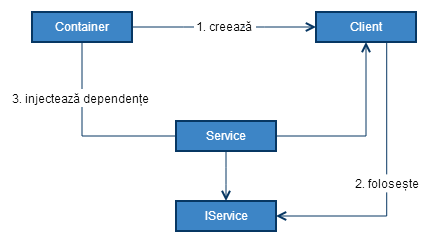 Container
1. creează
Client
3. injectează dependențe
Service
2. folosește
IService